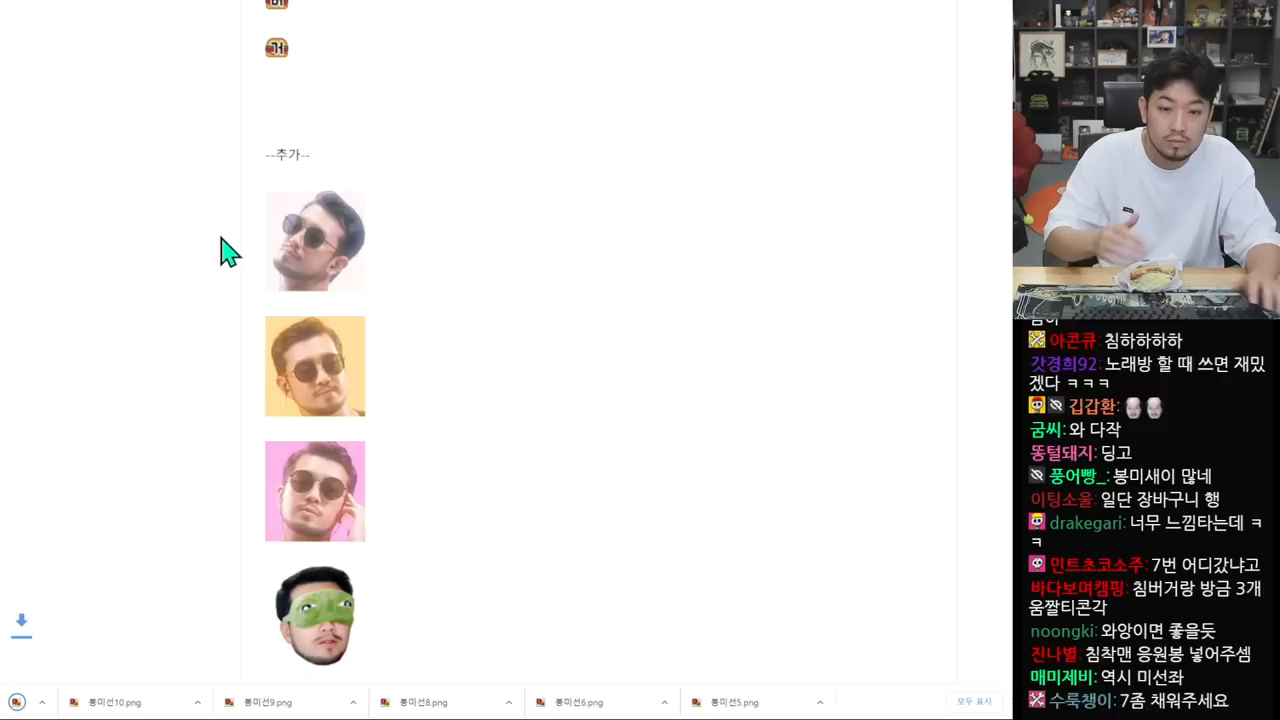 거
--추가--
봉미선10.png
봉미선9.png
봉미선8.png
봉미선6.png
봉미선5.png
모두 표시
아콘큐: 침하하하하
갓경희92: 노래방 할 때 쓰면 재밌
겠다 ㅋㅋㅋ
김갑환:
굼씨: 와 다작
똥털돼지: 딩고
풍어빵_: 봉미새이 많네
이팅소울: 일단 장바구니 행
drakegari: 너무 느낌타는데 ㅋ
ㅋ
민트초코소주: 7번 어디갔냐고
바다보며캠핑: 침버거랑 방금 3개
움짤티콘각
noongki: 와앙이면 좋을듯
진나별: 침착맨 응원봉 넣어주셈
매미제비: 역시 미선좌
수룩챙이: 7좀 채워주세요